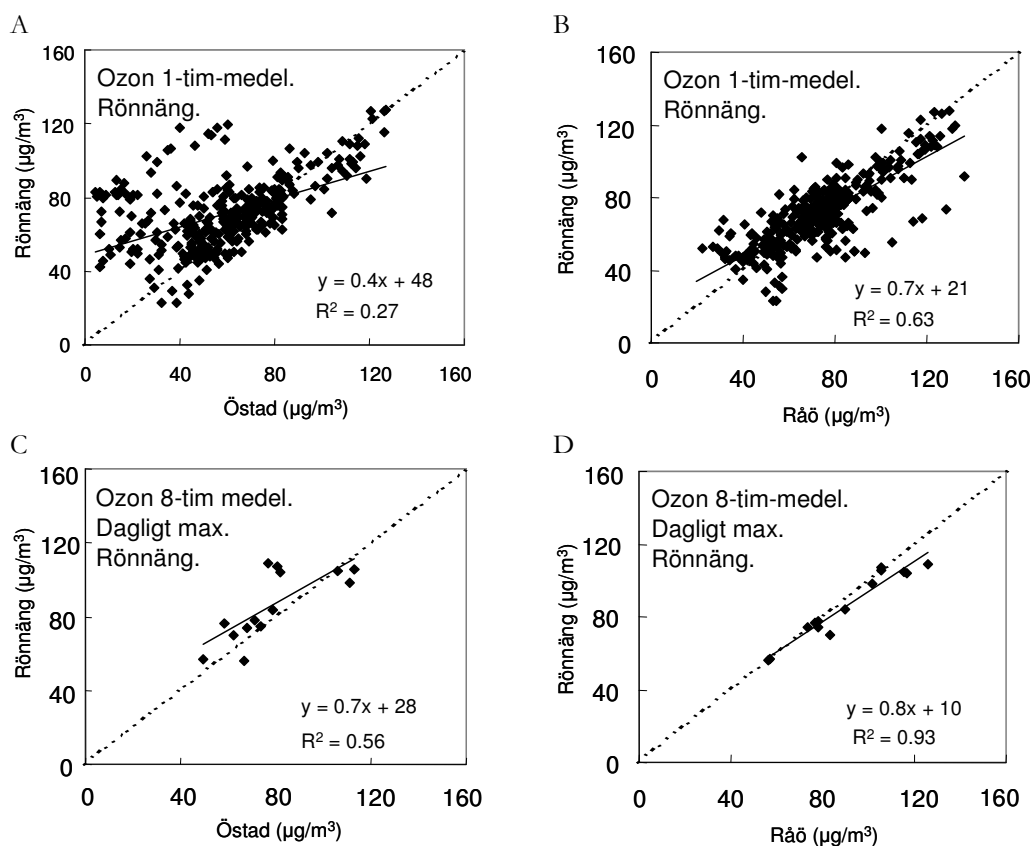 A
160
120
80
40
0
Rönnäng (µg/m³)
Ozon 1-tim-medel.
Rönnäng.
y = 0.4x + 48
R² = 0.27
0 40 80 120 160
Östad (µg/m³)
B
160
120
80
40
0
Rönnäng (µg/m³)
Ozon 1-tim-medel.
Rönnäng.
y = 0.7x + 21
R² = 0.63
0 40 80 120 160
Råö (µg/m³)
C
160
120
80
40
0
Rönnäng (µg/m³)
Ozon 8-tim medel.
Dagligt max.
Rönnäng.
y = 0.7x + 28
R² = 0.56
0 40 80 120 160
Östad (µg/m³)
D
160
120
80
40
0
Rönnäng (µg/m³)
Ozon 8-tim-medel.
Dagligt max.
Rönnäng.
y = 0.8x + 10
R² = 0.93
0 40 80 120 160
Råö (µg/m³)